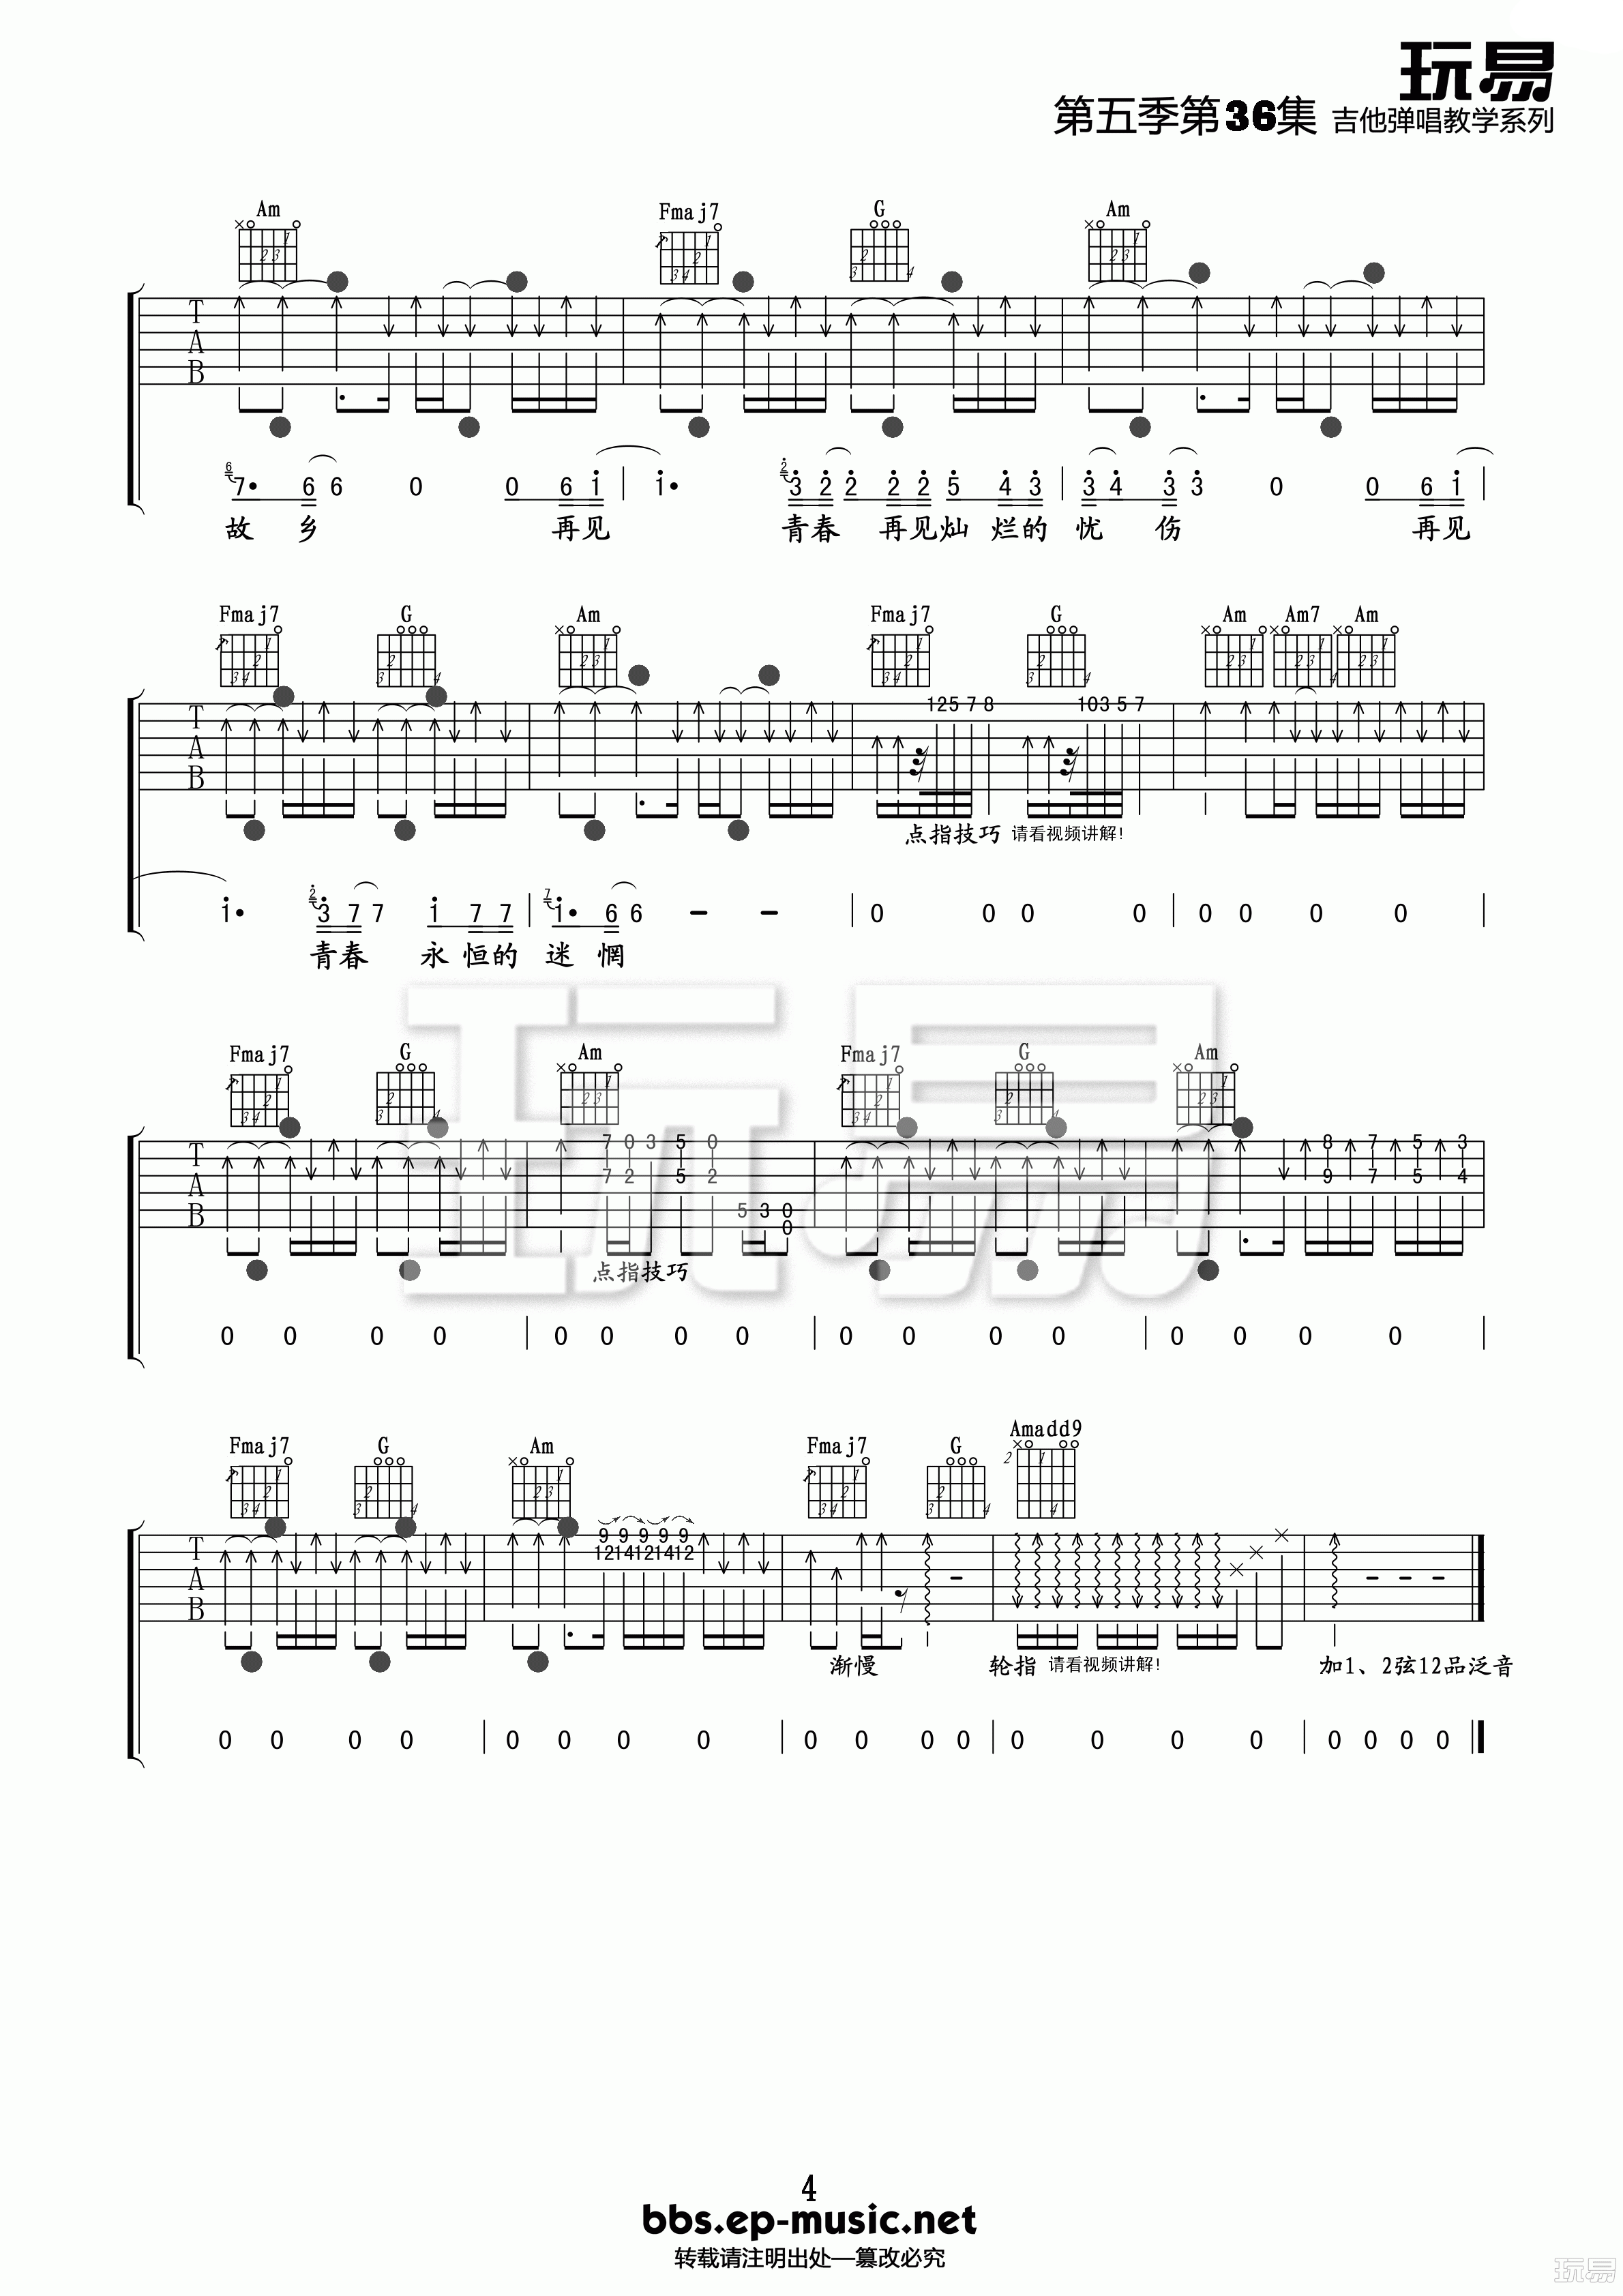 玩易
第五季第36集 吉他弹唱教学系列
Am Fmaj7 G Am
T
A
B
6 7• 6 6 0 0 6 1 1• 2 3 2 2 2 2 5 4 3 3 4 3 3 0 0 6 1
故 乡 再见 青春 再见灿 烂的 忧 伤 再见
Fmaj7 G Am Fmaj7 G Am Am7 Am
12 5 7 8 10 3 5 7
T
A
B
点指技巧 请看视频讲解!
1• 2 3 7 7 1 7 7 7 1• 6 6 – – 0 0 0 0 0 0 0 0
青春 永 恒的 迷 惘
Fmaj7 G Am Fmaj7 G Am
7 0 3 5 0 8 7 5 3
T
7 2 5 2 9 7 5 4
A
B
5 3 0
0
点指技巧
0 0 0 0 0 0 0 0 0 0 0 0 0 0 0 0
Fmaj7 G Am Fmaj7 G Amadd9
9 9 9 9 9
12 14 12 14 12
T
A
B
渐慢 轮指 请看视频讲解! 加1、2弦12品泛音
0 0 0 0 0 0 0 0 0 0 0 0 0 0 0 0 0 0 0 0
4
bbs.ep-music.net
转载请注明出处—篡改必究
玩易